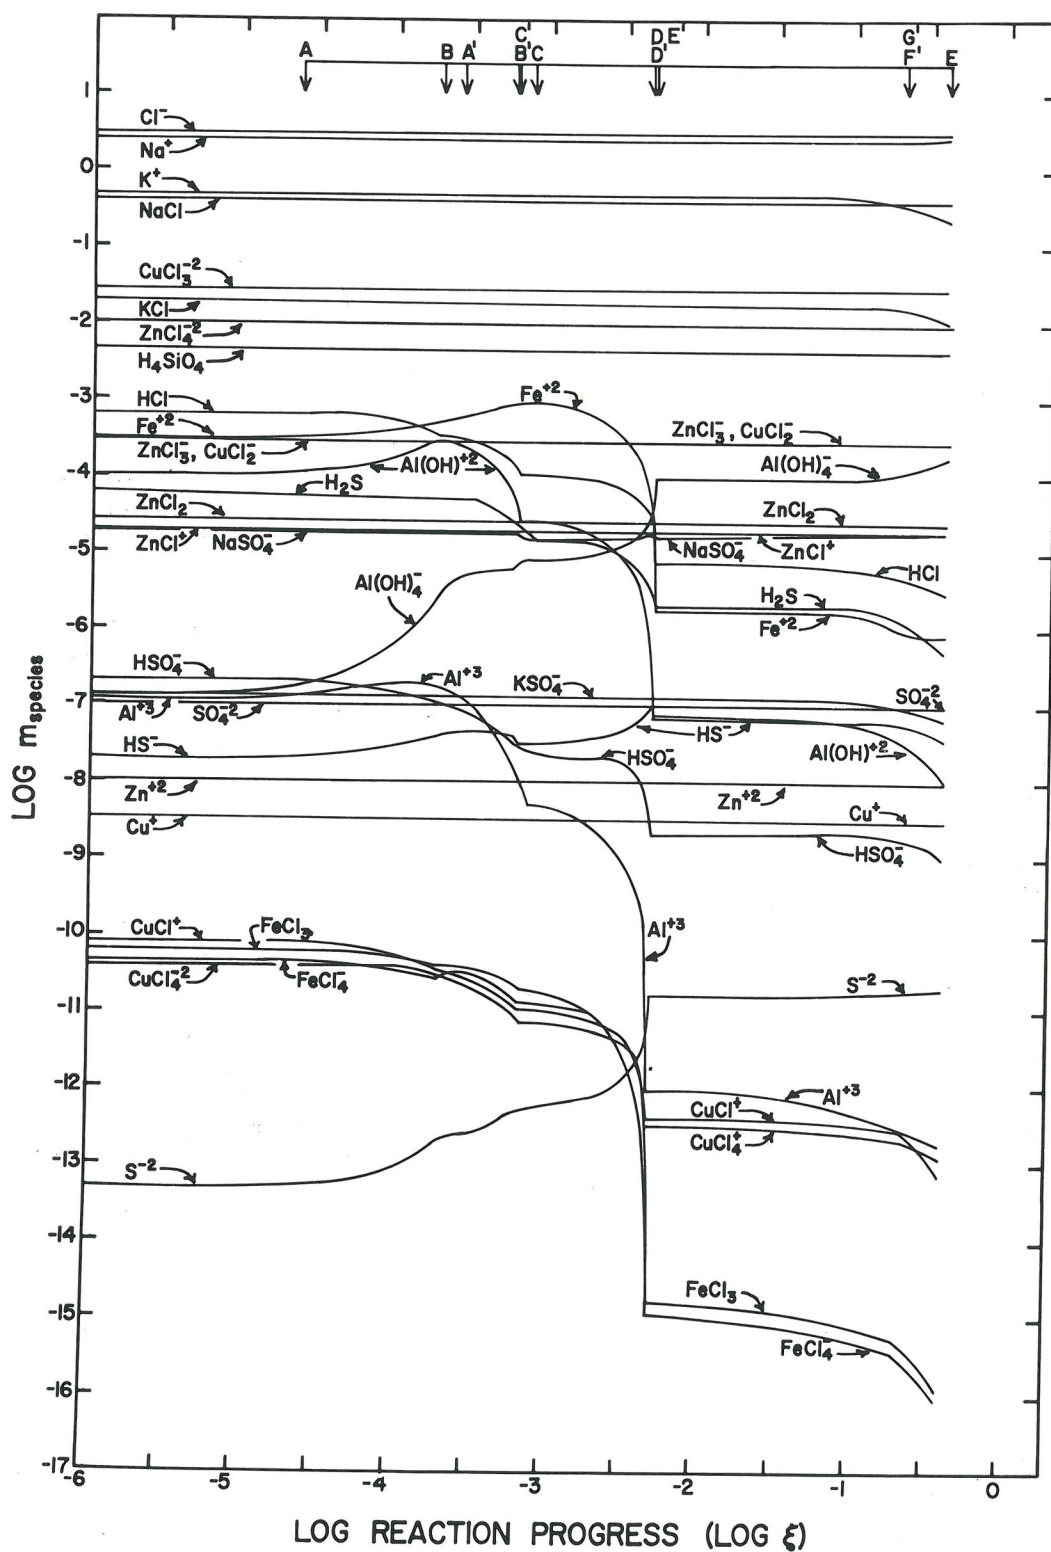 C' D E' G'
A B A' B' C D' F' E
1
Cl⁻
Na⁺
0
K⁺
NaCl
-1
CuCl₃⁻²
KCl
-2
ZnCl₄⁻²
H₄SiO₄
-3
HCl
Fe⁺²
Fe⁺²
ZnCl₃⁻, CuCl₂⁻
ZnCl₃⁻, CuCl₂⁻
-4
Al(OH)⁺²
Al(OH)₄⁻
H₂S
ZnCl₂
ZnCl₂
ZnCl⁺
NaSO₄⁻
NaSO₄⁻
ZnCl⁺
-5
HCl
Al(OH)₄⁻
H₂S
-6
Fe⁺²
HSO₄⁻
Al⁺³
KSO₄⁻
SO₄⁻²
-7
Al⁺³
SO₄⁻²
HS⁻
HS⁻
HSO₄⁻
Al(OH)⁺²
-8
Zn⁺²
Zn⁺²
Cu⁺
Cu⁺
-9
HSO₄⁻
-10
CuCl⁺
FeCl₃
Al⁺³
CuCl₄⁻²
FeCl₄⁻
S⁻²
-11
-12
Al⁺³
CuCl⁺
CuCl₄⁺
-13
S⁻²
-14
-15
FeCl₃
FeCl₄⁻
-16
-17
-6 -5 -4 -3 -2 -1 0
LOG m species
LOG REACTION PROGRESS (LOG ξ)